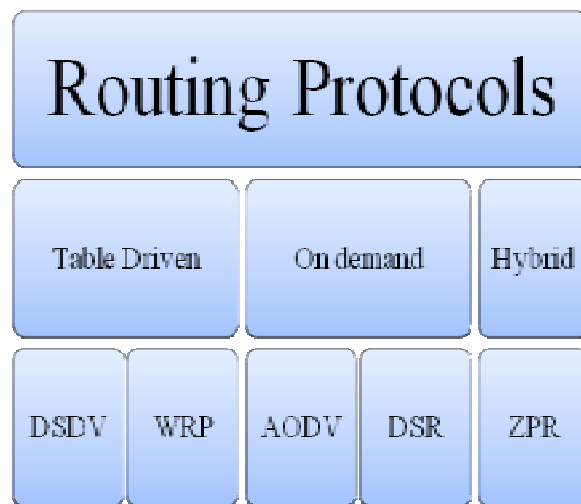 Routing Protocols
Table Driven On demand Hybrid
DSDV WRP AODV DSR ZPR